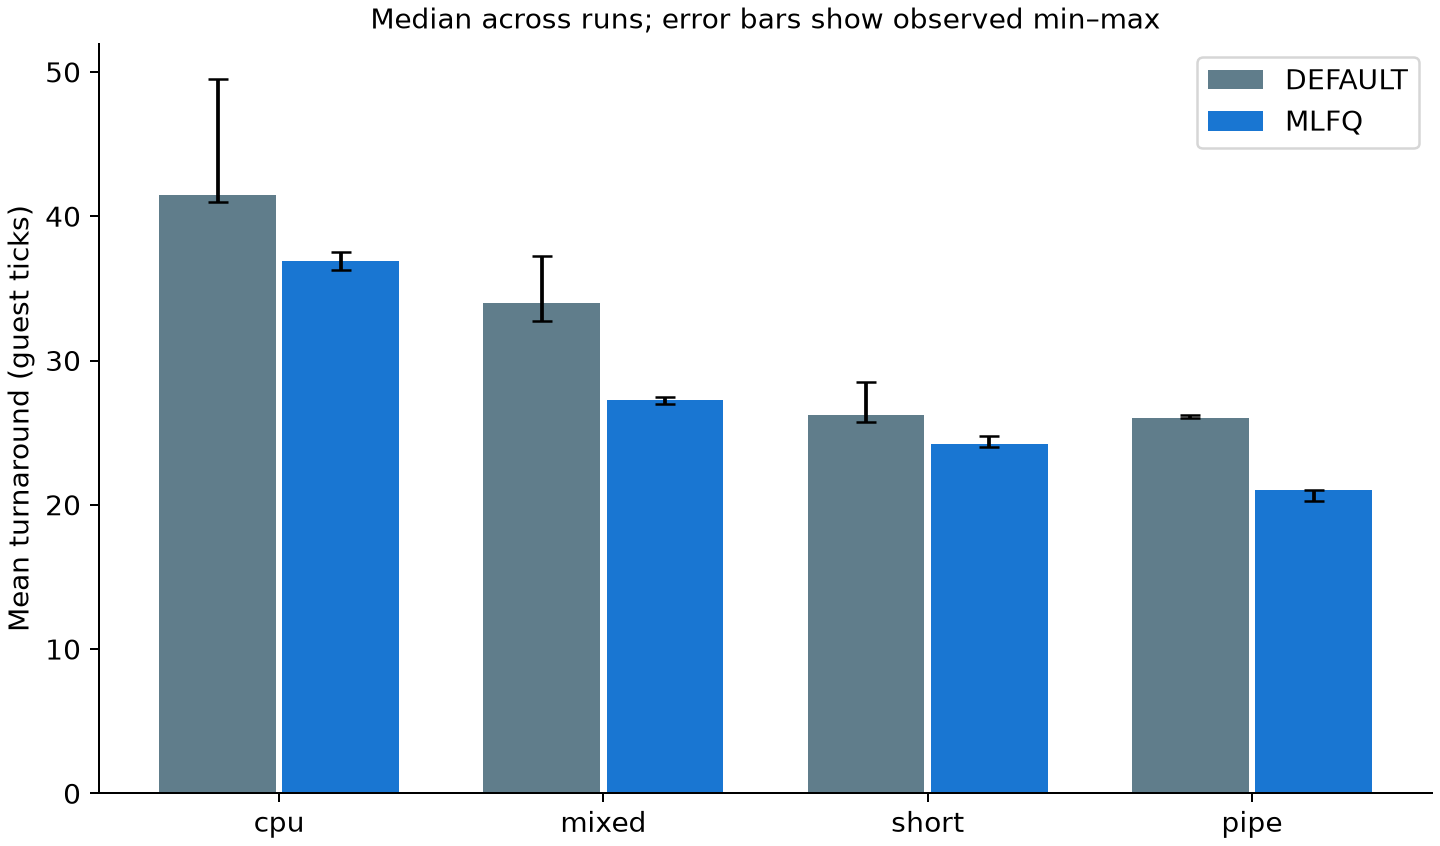 Median across runs; error bars show observed min–max
DEFAULT
MLFQ
Mean turnaround (guest ticks)
50
40
30
20
10
0
cpu
mixed
short
pipe